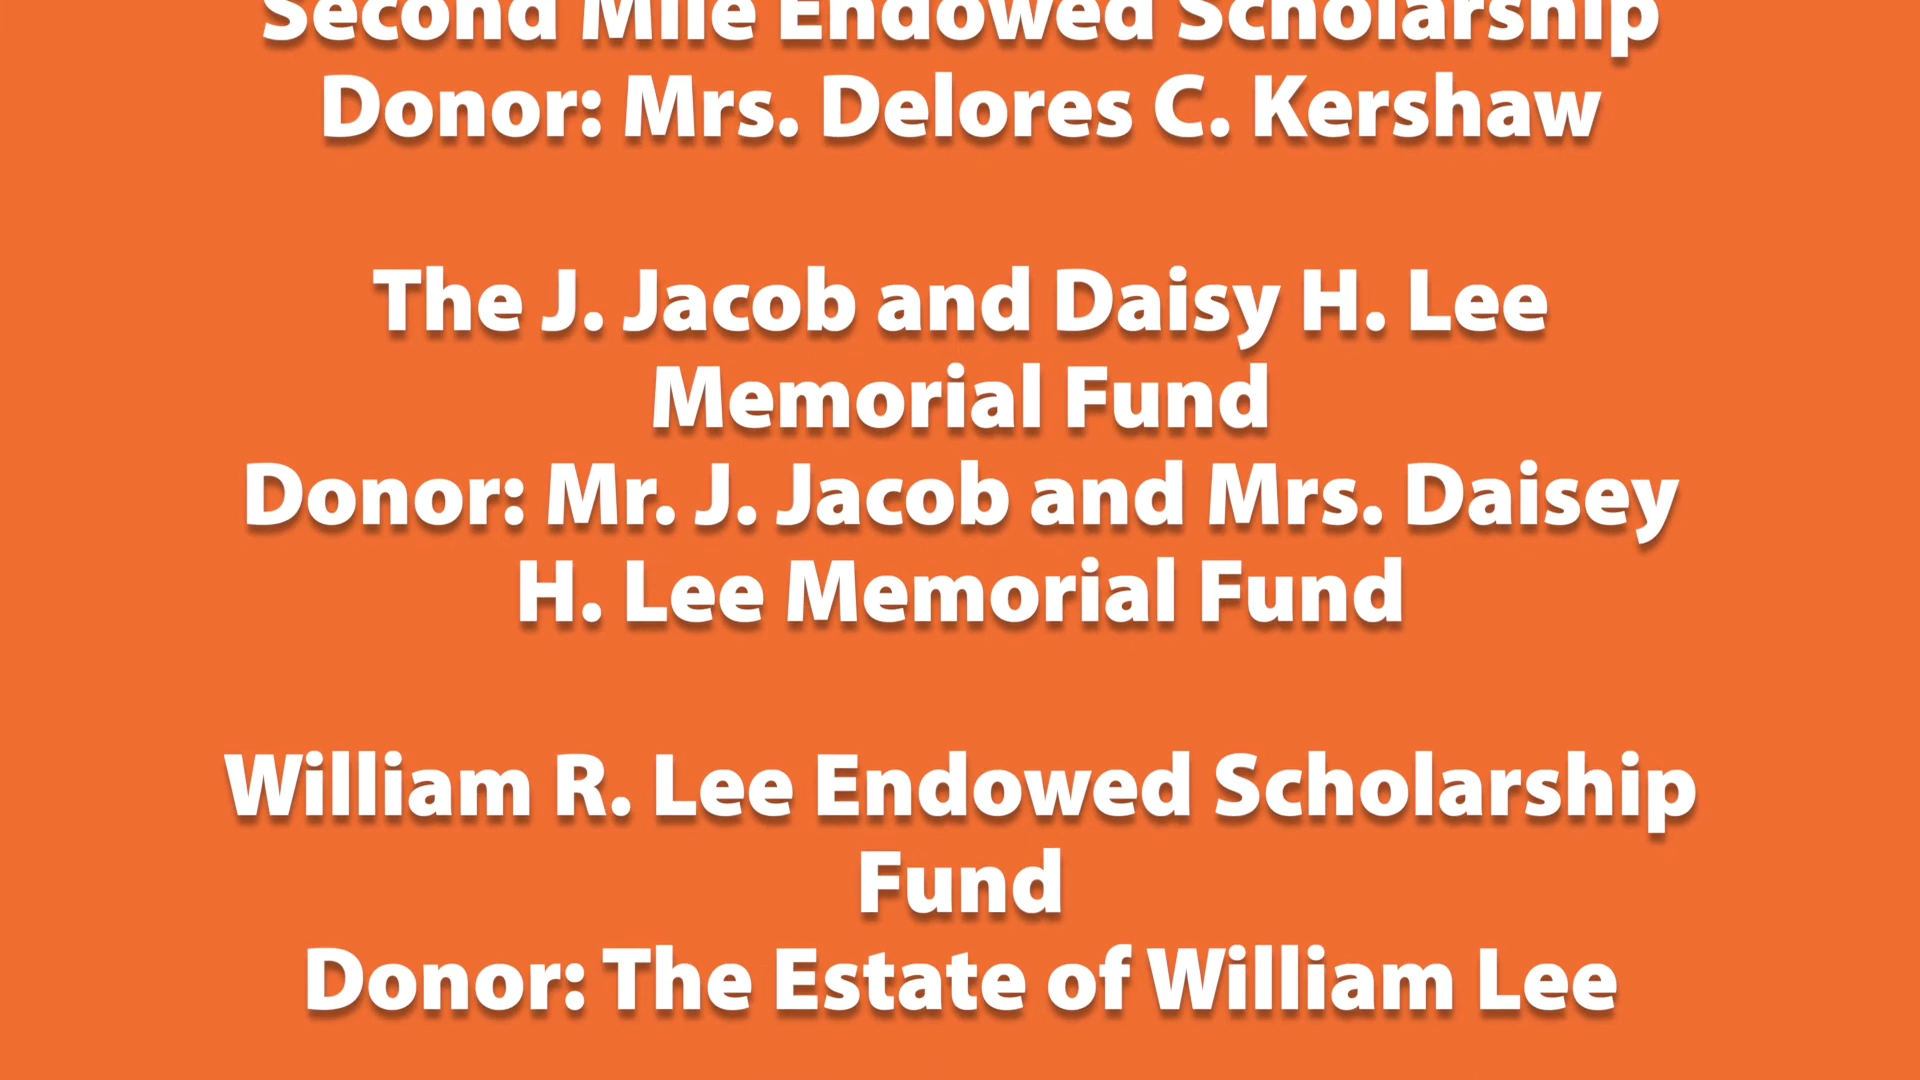 Second Mile Endowed Scholarship
Donor: Mrs. Delores C. Kershaw
The J. Jacob and Daisy H. Lee
Memorial Fund
Donor: Mr. J. Jacob and Mrs. Daisey
H. Lee Memorial Fund
William R. Lee Endowed Scholarship
Fund
Donor: The Estate of William Lee